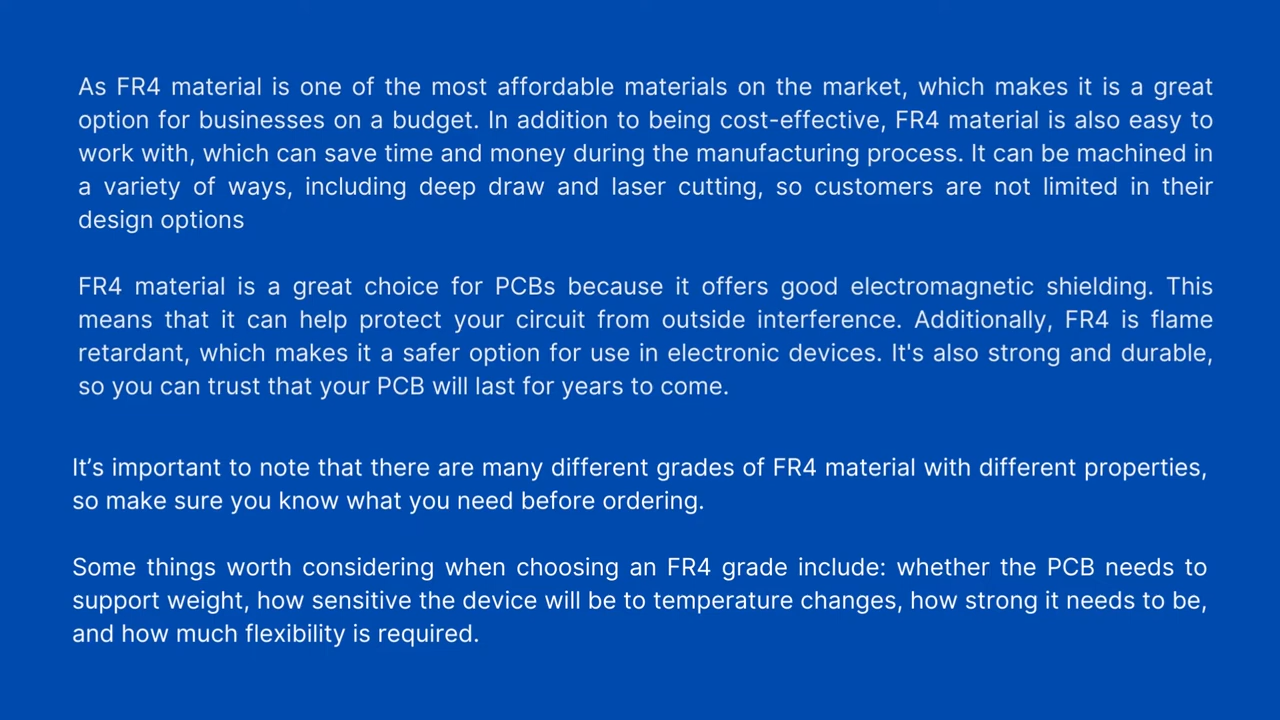 As FR4 material is one of the most affordable materials on the market, which makes it is a great
option for businesses on a budget. In addition to being cost-effective, FR4 material is also easy to
work with, which can save time and money during the manufacturing process. It can be machined in
a variety of ways, including deep draw and laser cutting, so customers are not limited in their
design options
FR4 material is a great choice for PCBs because it offers good electromagnetic shielding. This
means that it can help protect your circuit from outside interference. Additionally, FR4 is flame
retardant, which makes it a safer option for use in electronic devices. It's also strong and durable,
so you can trust that your PCB will last for years to come.
It’s important to note that there are many different grades of FR4 material with different properties,
so make sure you know what you need before ordering.
Some things worth considering when choosing an FR4 grade include: whether the PCB needs to
support weight, how sensitive the device will be to temperature changes, how strong it needs to be,
and how much flexibility is required.